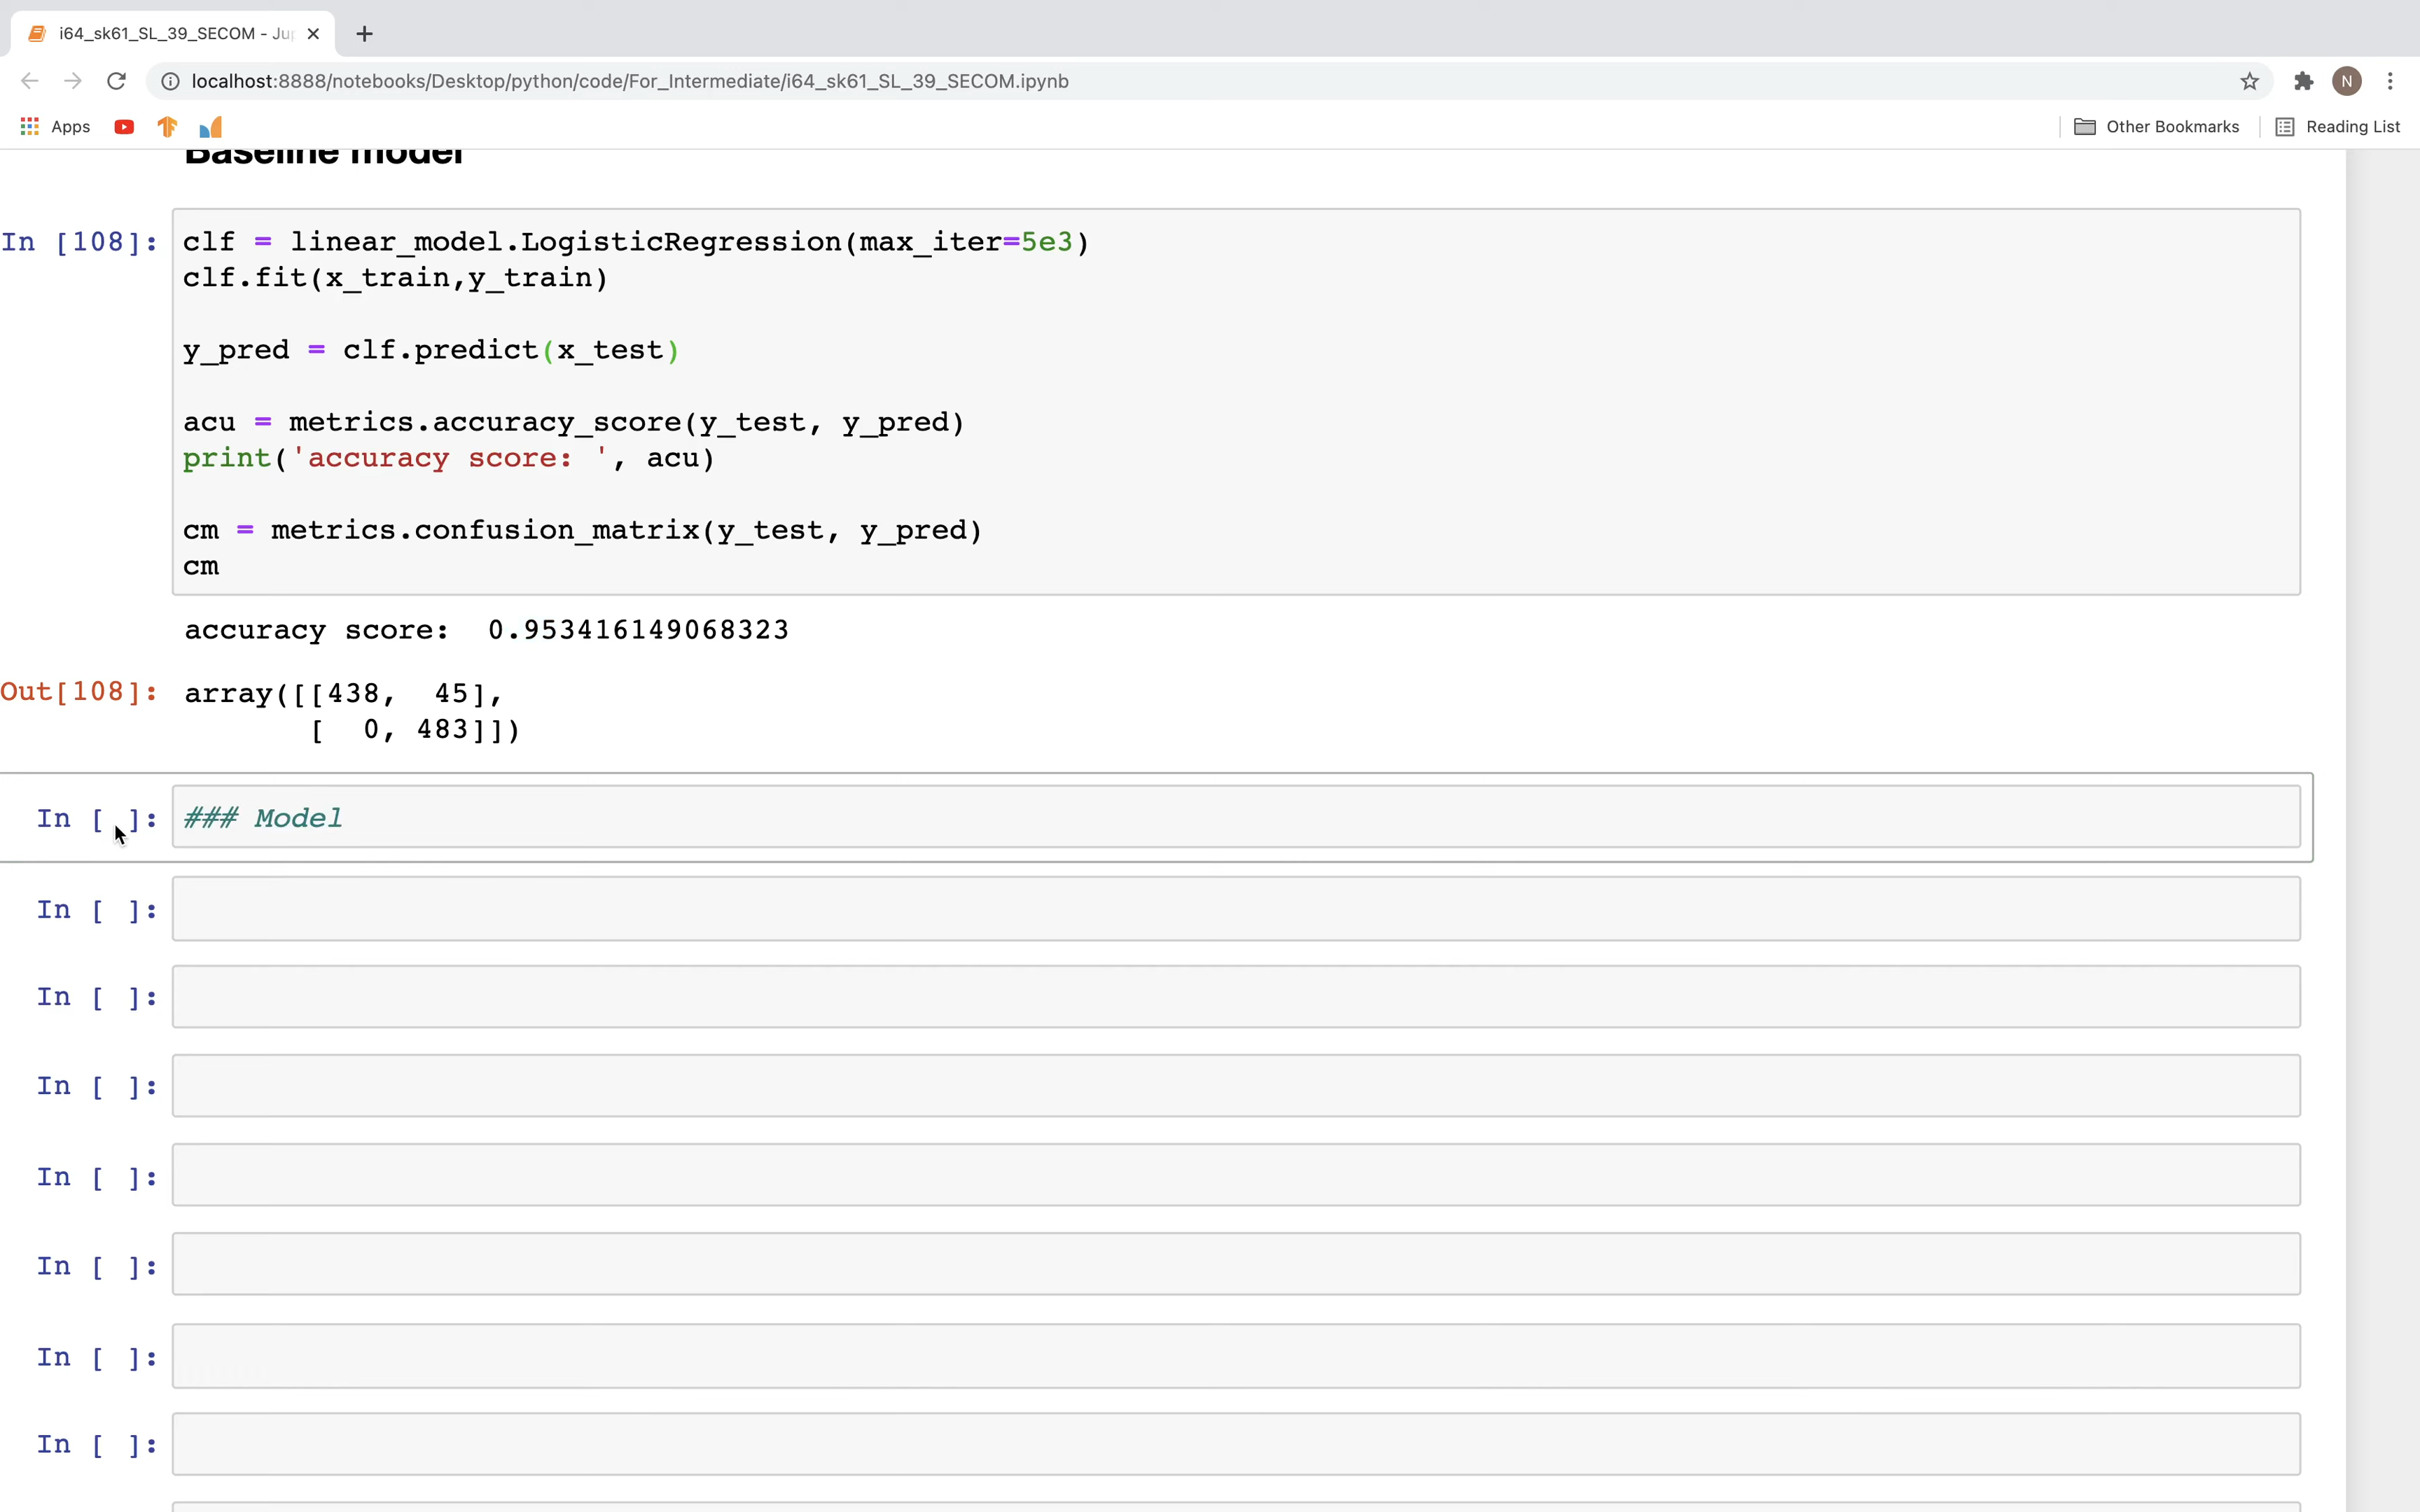 i64_sk61_SL_39_SECOM - Ju
localhost:8888/notebooks/Desktop/python/code/For_Intermediate/i64_sk61_SL_39_SECOM.ipynb
N
Apps
Other Bookmarks
Reading List
Baseline model
In [108]:
clf = linear_model.LogisticRegression(max_iter=5e3)
clf.fit(x_train,y_train)
y_pred = clf.predict(x_test)
acu = metrics.accuracy_score(y_test, y_pred)
print('accuracy score: ', acu)
cm = metrics.confusion_matrix(y_test, y_pred)
cm
accuracy score:  0.953416149068323
Out[108]:
array([[438,  45],
[  0, 483]])
In [ ]:
### Model
In [ ]:
In [ ]:
In [ ]:
In [ ]:
In [ ]:
In [ ]:
In [ ]: